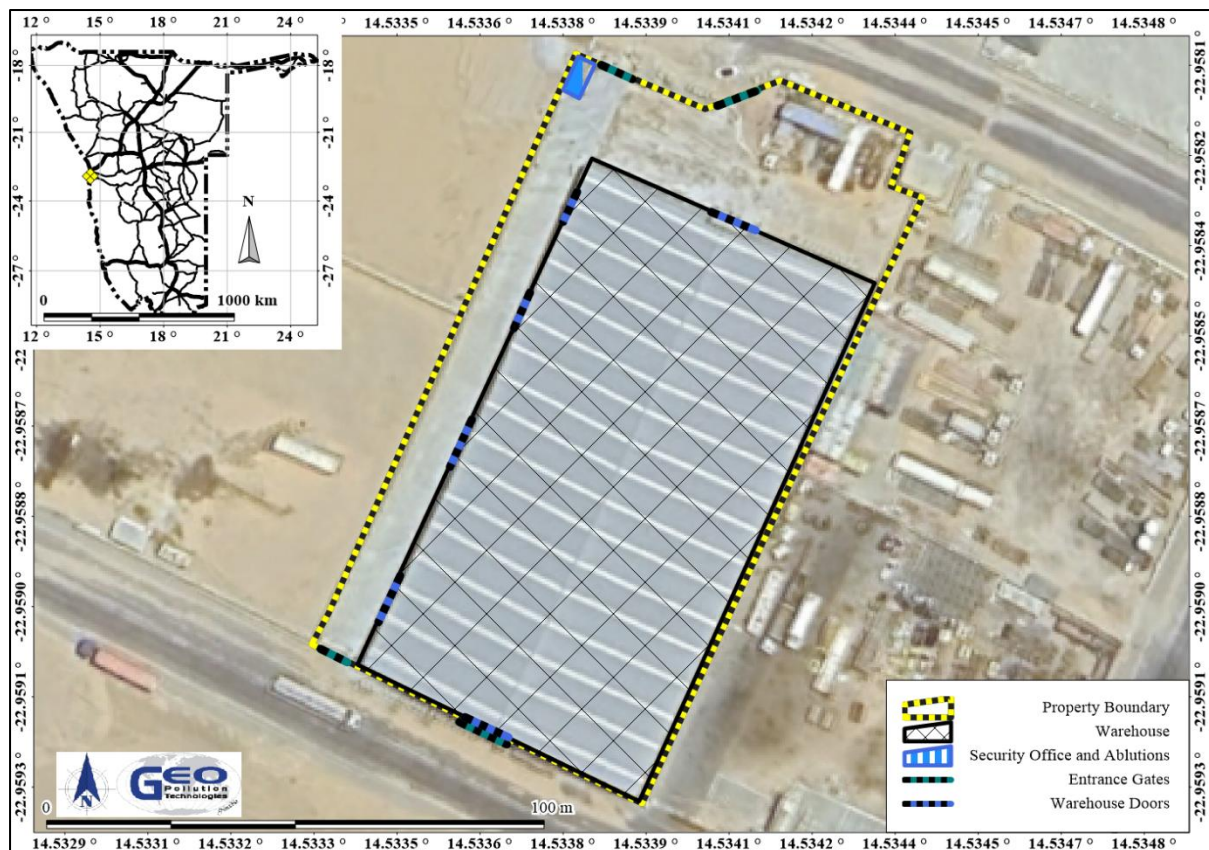 14.5335 ° 14.5336 ° 14.5338 ° 14.5339 ° 14.5341 ° 14.5342 ° 14.5344 ° 14.5345 ° 14.5347 ° 14.5348 °
12 ° 15 ° 18 ° 21 ° 24 °
-18 °
-21 °
-24 °
-27 °
-18 °
-21 °
-24 °
-27 °
N
0 1000 km
12 ° 15 ° 18 ° 21 ° 24 °
-22.9587 °
-22.9588 °
-22.9590 °
-22.9591 °
-22.9593 °
-22.9581 °
-22.9582 °
-22.9584 °
-22.9585 °
-22.9587 °
-22.9588 °
-22.9590 °
-22.9591 °
-22.9593 °
Property Boundary
Warehouse
Security Office and Ablutions
Entrance Gates
Warehouse Doors
N
GEO
Pollution
Technologies
0 100 m
14.5329 ° 14.5331 ° 14.5332 ° 14.5333 ° 14.5335 ° 14.5336 ° 14.5338 ° 14.5339 ° 14.5341 ° 14.5342 ° 14.5344 ° 14.5345 ° 14.5347 ° 14.5348 °